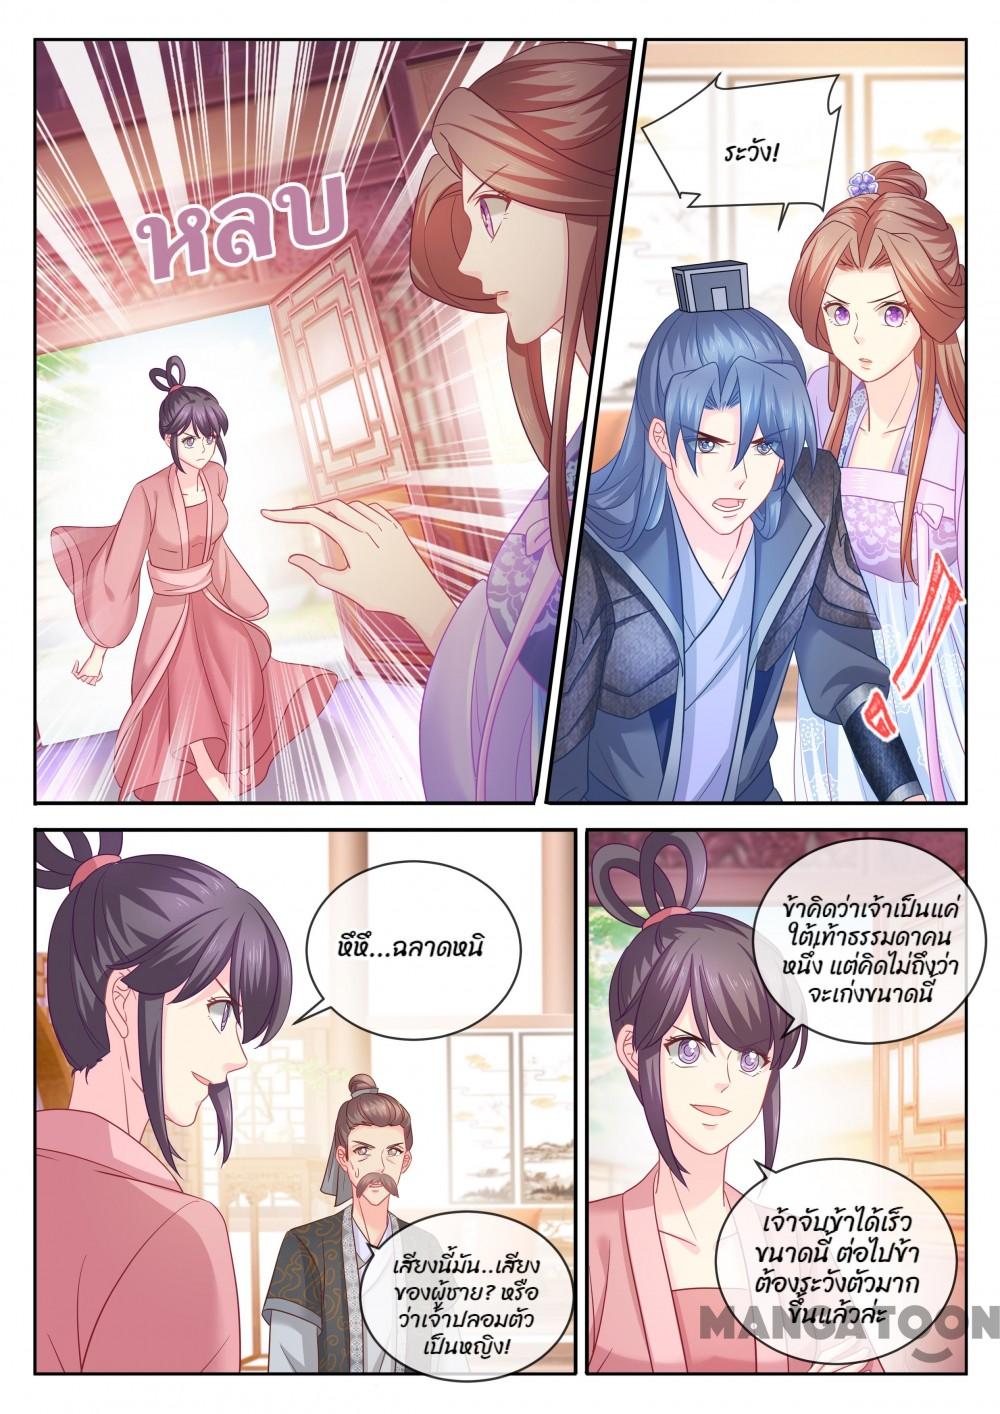 หลบ
ระวัง!
หึหึ...ฉลาดหนิ
เสียงนี้มัน..เสียง
ของผู้ชาย? หรือ
ว่าเจ้าปลอมตัว
เป็นหญิง!
ข้าคิดว่าเจ้าเป็นแค่
ใต้เท้าธรรมดาคน
หนึ่ง แต่คิดไม่ถึงว่า
จะเก่งขนาดนี้
เจ้าจับข้าได้เร็ว
ขนาดนี้ ต่อไปข้า
ต้องระวังตัวมาก
ขึ้นแล้วล่ะ
MANGATOON